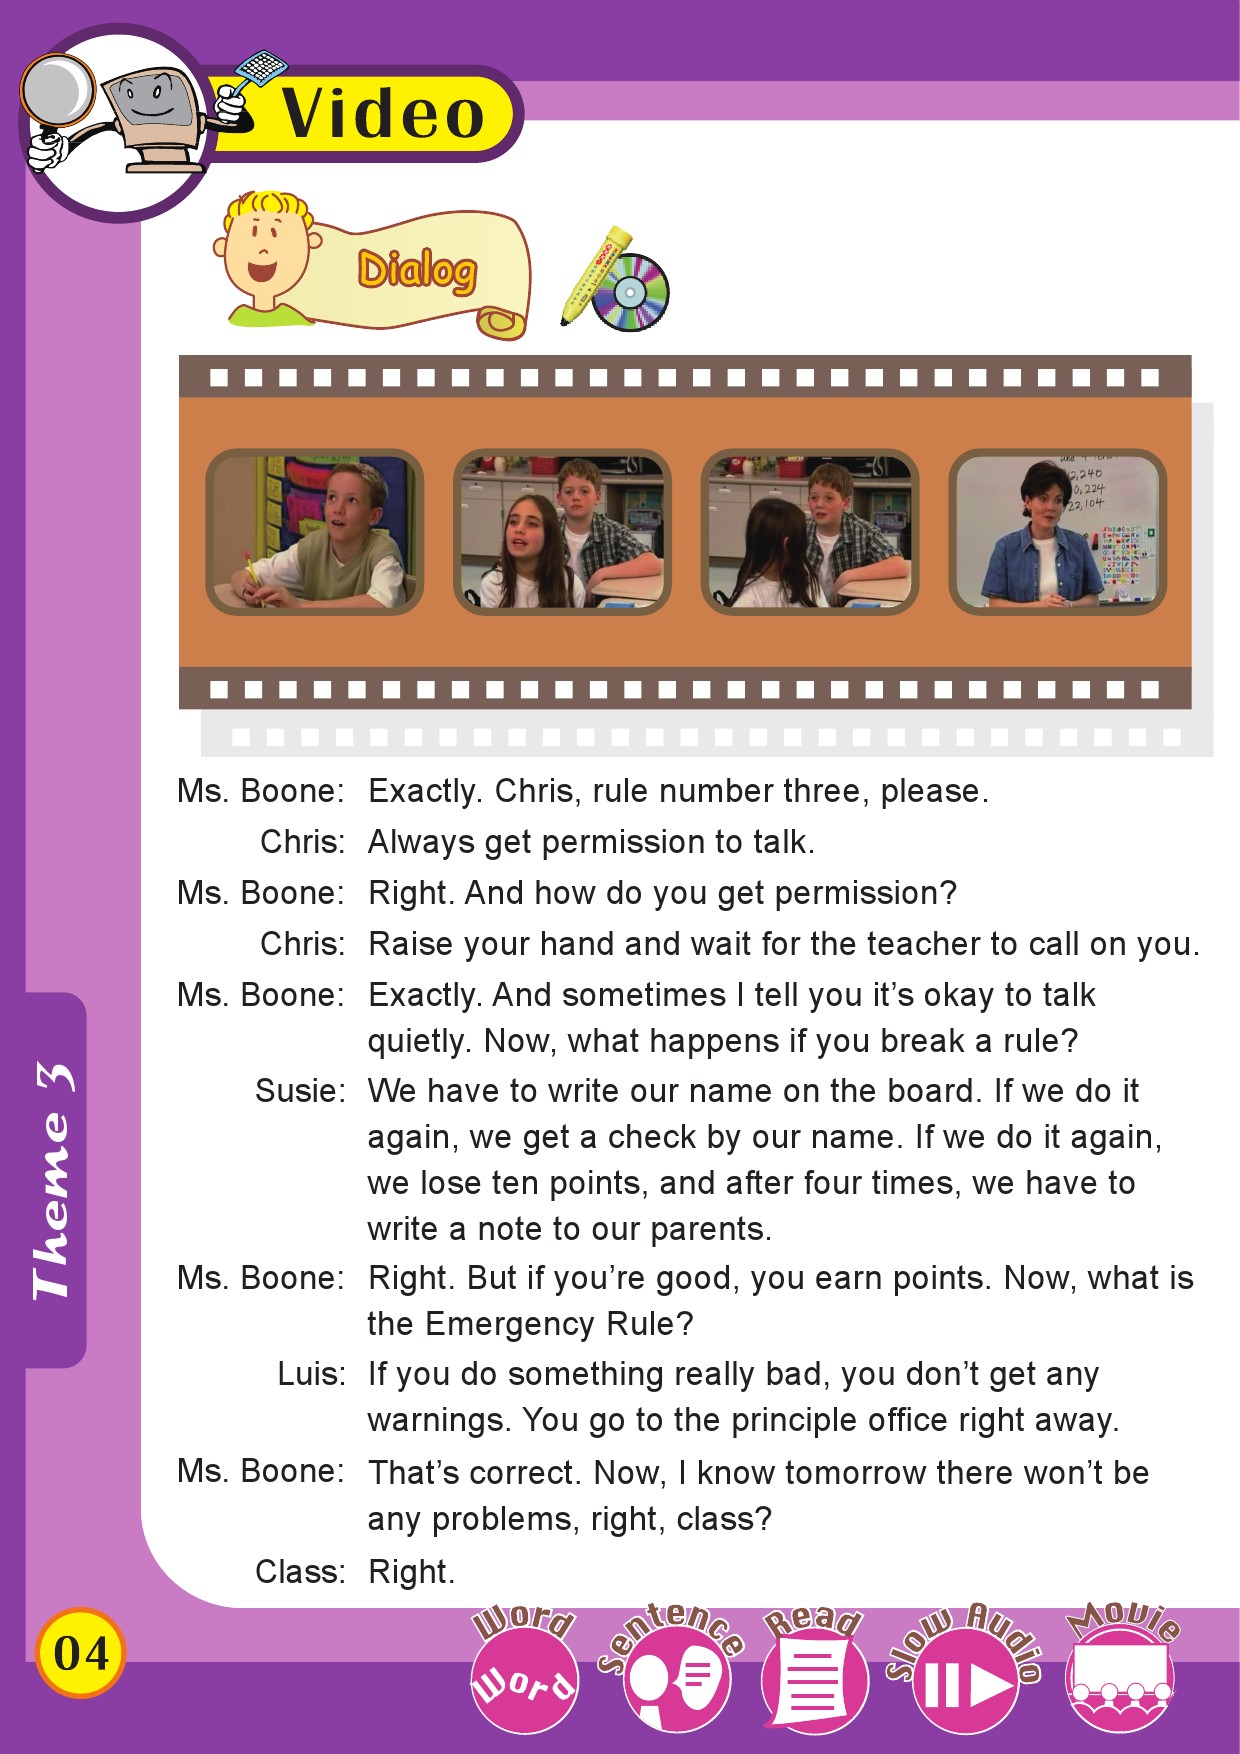 Video
Dialog
and
12,240
0,224
22,104
Ms. Boone: Exactly. Chris, rule number three, please.
Chris: Always get permission to talk.
Ms. Boone: Right. And how do you get permission?
Chris: Raise your hand and wait for the teacher to call on you.
Ms. Boone: Exactly. And sometimes I tell you it's okay to talk
quietly. Now, what happens if you break a rule?
Susie: We have to write our name on the board. If we do it
again, we get a check by our name. If we do it again,
we lose ten points, and after four times, we have to
write a note to our parents.
Ms. Boone: Right. But if you're good, you earn points. Now, what is
the Emergency Rule?
Luis: If you do something really bad, you don't get any
warnings. You go to the principle office right away.
Ms. Boone: That's correct. Now, I know tomorrow there won't be
any problems, right, class?
Class: Right.
Theme 3
04
Word
Word
Sentence
Read
Slow Audio
Movie